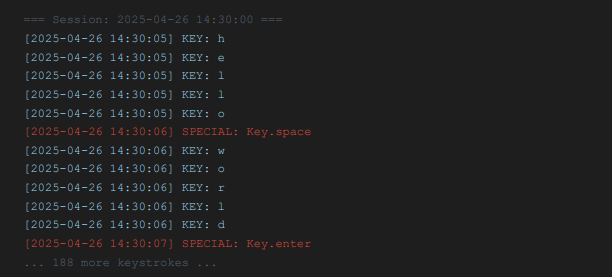 === Session: 2025-04-26 14:30:00 ===
[2025-04-26 14:30:05] KEY: h
[2025-04-26 14:30:05] KEY: e
[2025-04-26 14:30:05] KEY: l
[2025-04-26 14:30:05] KEY: l
[2025-04-26 14:30:05] KEY: o
[2025-04-26 14:30:06] SPECIAL: Key.space
[2025-04-26 14:30:06] KEY: w
[2025-04-26 14:30:06] KEY: o
[2025-04-26 14:30:06] KEY: r
[2025-04-26 14:30:06] KEY: l
[2025-04-26 14:30:06] KEY: d
[2025-04-26 14:30:07] SPECIAL: Key.enter
... 188 more keystrokes ...